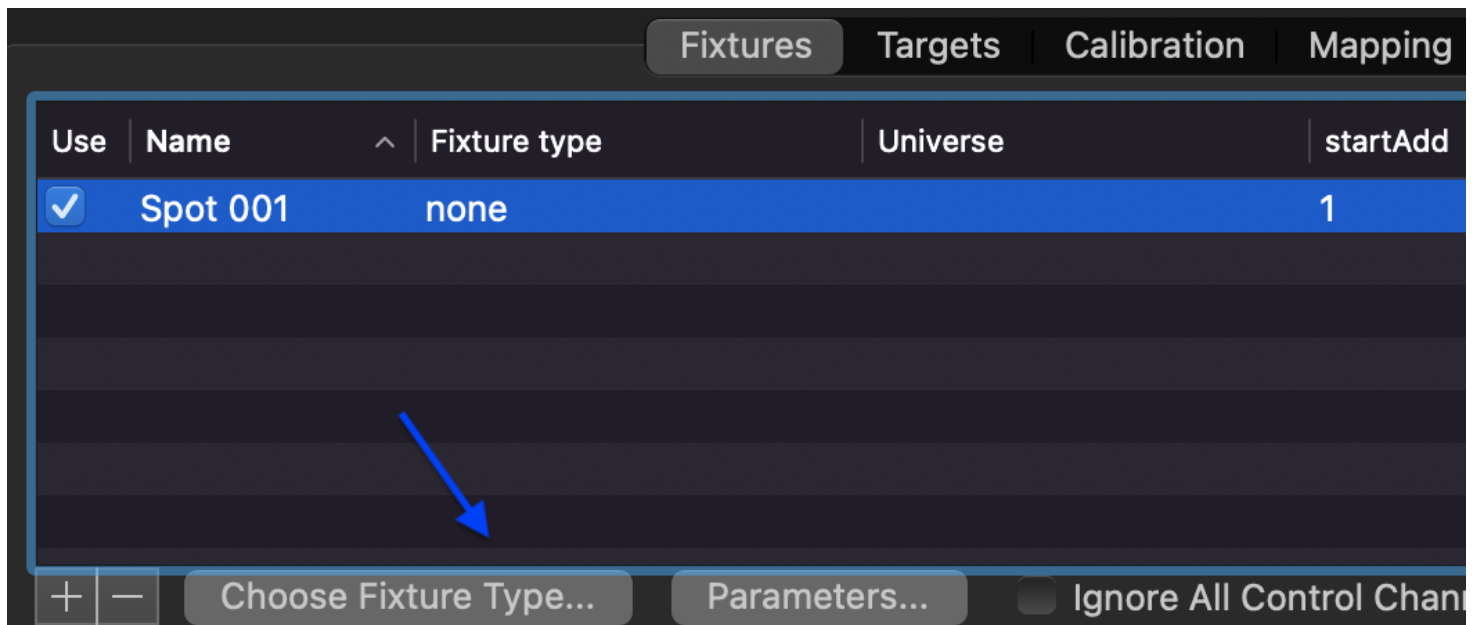 Fixtures Targets Calibration Mapping
Use Name Fixture type Universe startAdd
Spot 001 none 1
+ − Choose Fixture Type... Parameters... Ignore All Control